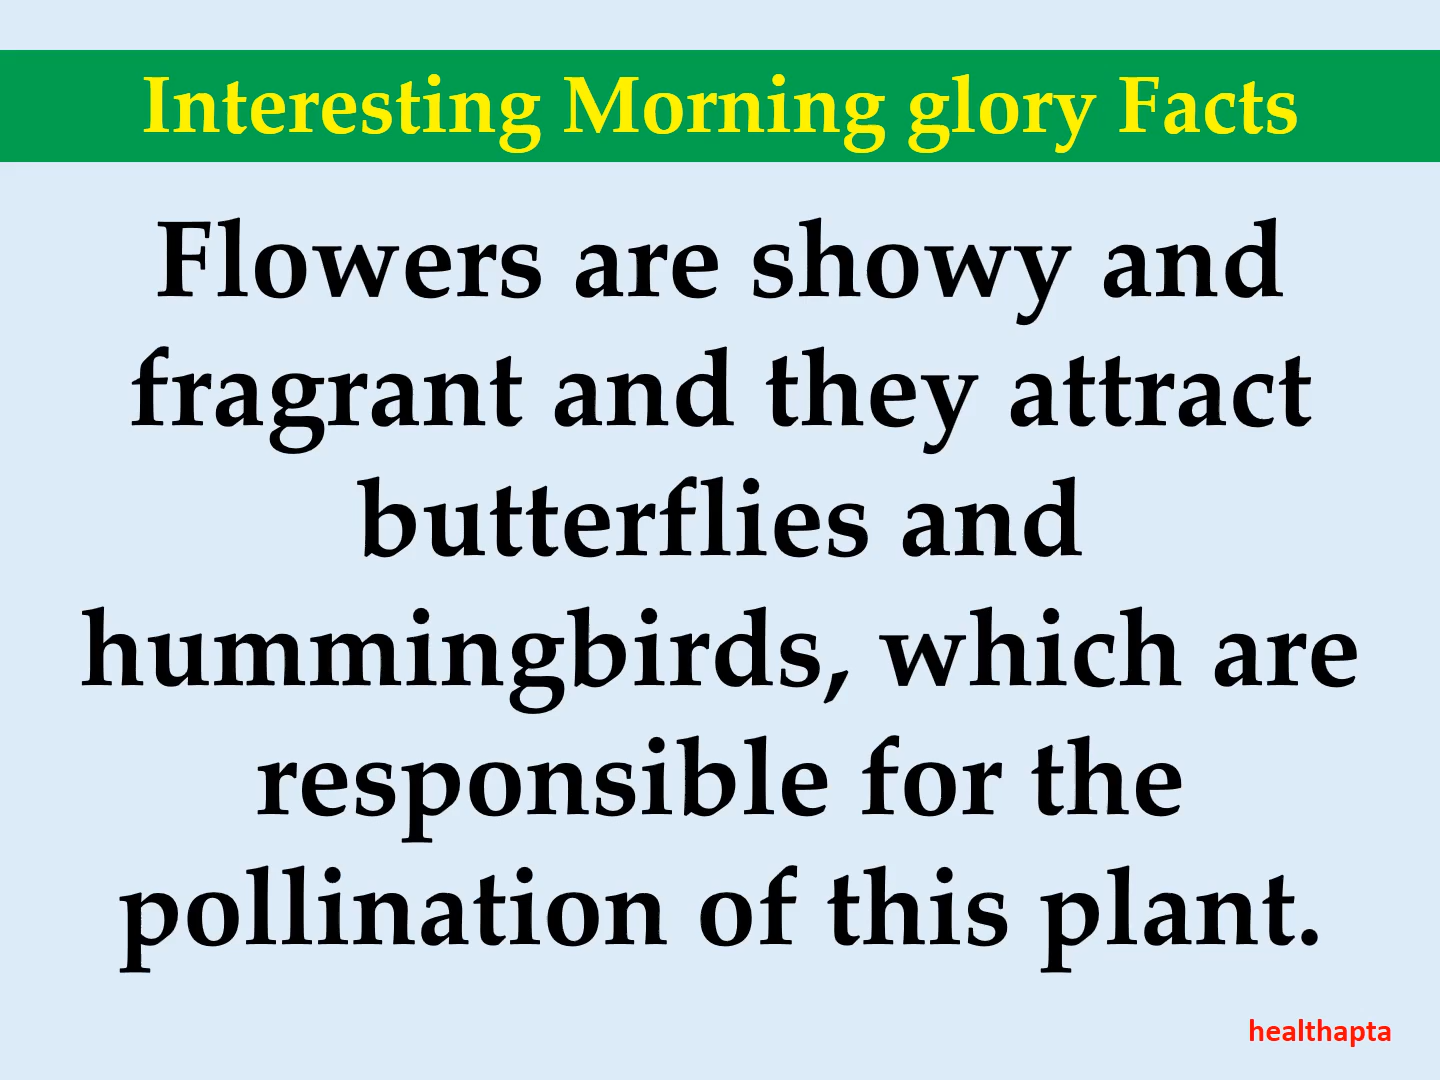 Interesting Morning glory Facts
Flowers are showy and
fragrant and they attract
butterflies and
hummingbirds, which are
responsible for the
pollination of this plant.
healthapta